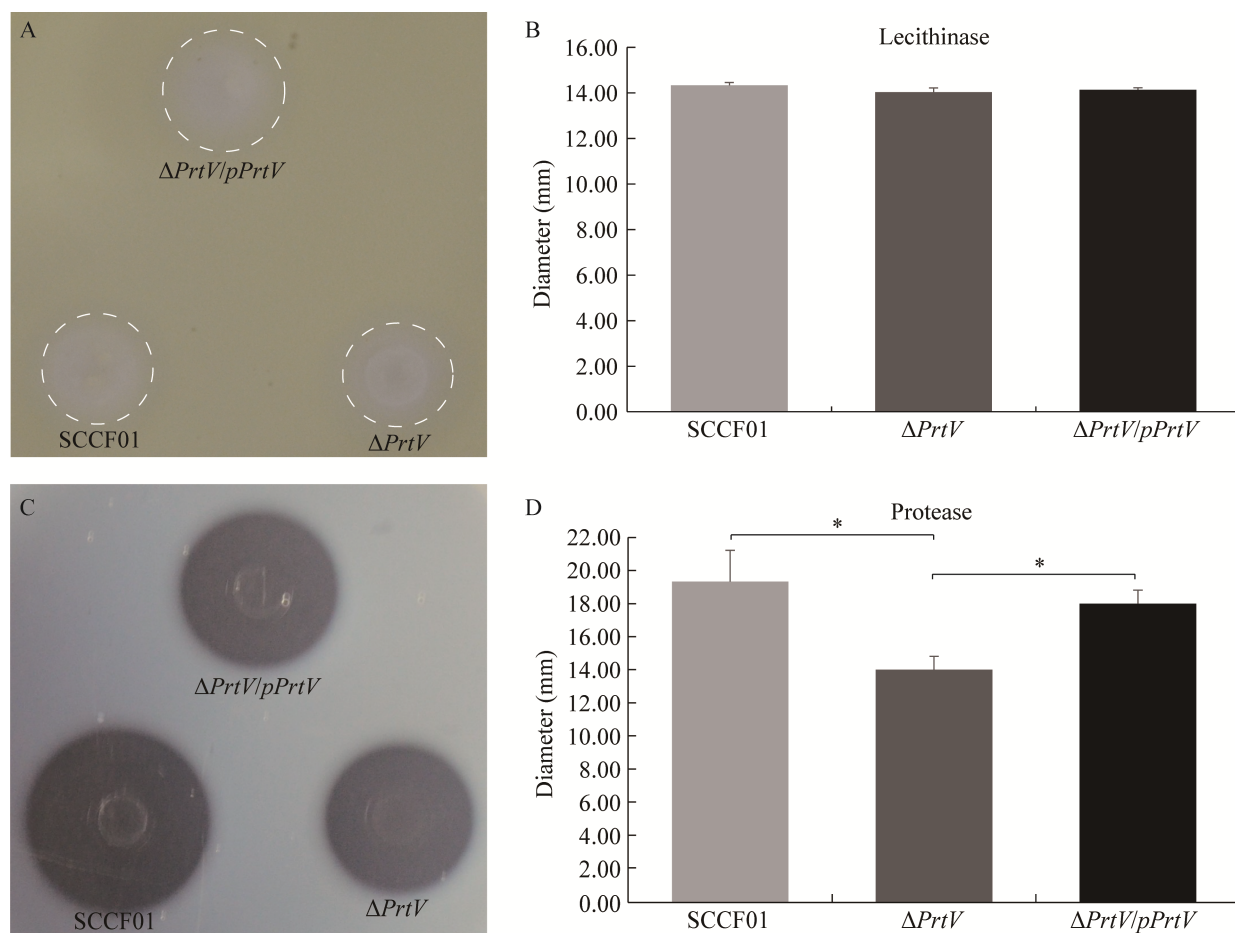 A
ΔPrtV/pPrtV
SCCF01
ΔPrtV
B
Lecithinase
Diameter (mm)
16.00
14.00
12.00
10.00
8.00
6.00
4.00
2.00
0.00
SCCF01
ΔPrtV
ΔPrtV/pPrtV
C
ΔPrtV/pPrtV
SCCF01
ΔPrtV
D
Protease
Diameter (mm)
22.00
20.00
18.00
16.00
14.00
12.00
10.00
8.00
6.00
4.00
2.00
0.00
*
*
SCCF01
ΔPrtV
ΔPrtV/pPrtV